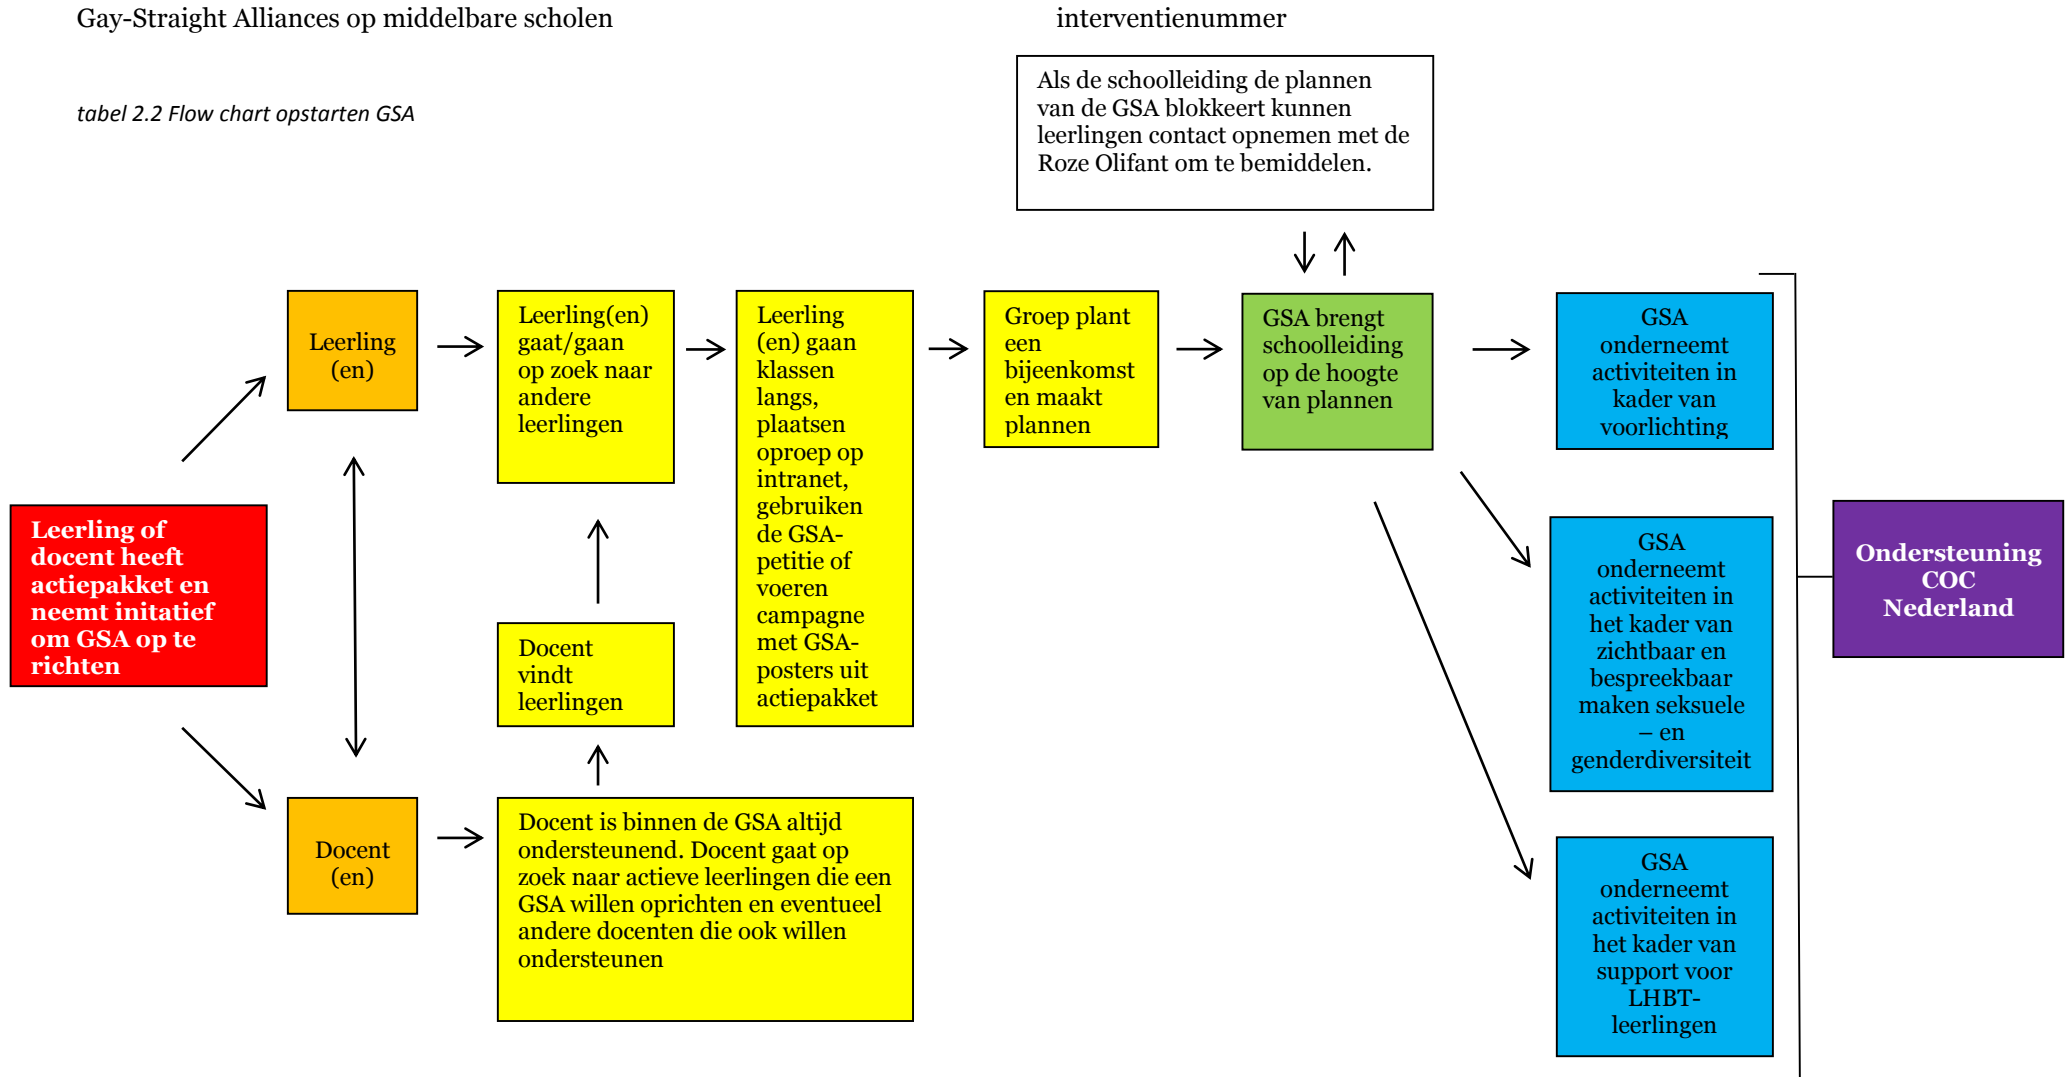 Gay-Straight Alliances op middelbare scholen
interventienummer
tabel 2.2 Flow chart opstarten GSA
Als de schoolleiding de plannen
van de GSA blokkeert kunnen
leerlingen contact opnemen met de
Roze Olifant om te bemiddelen.
Leerling of
docent heeft
actiepakket en
neemt initatief
om GSA op te
richten
Leerling
(en)
Docent
(en)
Leerling(en)
gaat/gaan
op zoek naar
andere
leerlingen
Docent
vindt
leerlingen
Docent is binnen de GSA altijd
ondersteunend. Docent gaat op
zoek naar actieve leerlingen die een
GSA willen oprichten en eventueel
andere docenten die ook willen
ondersteunen
Leerling
(en) gaan
klassen
langs,
plaatsen
oproep op
intranet,
gebruiken
de GSA-
petitie of
voeren
campagne
met GSA-
posters uit
actiepakket
Groep plant
een
bijeenkomst
en maakt
plannen
GSA brengt
schoolleiding
op de hoogte
van plannen
GSA
onderneemt
activiteiten in
kader van
voorlichting
GSA
onderneemt
activiteiten in
het kader van
zichtbaar en
bespreekbaar
maken seksuele
– en
genderdiversiteit
GSA
onderneemt
activiteiten in
het kader van
support voor
LHBT-
leerlingen
Ondersteuning
COC
Nederland